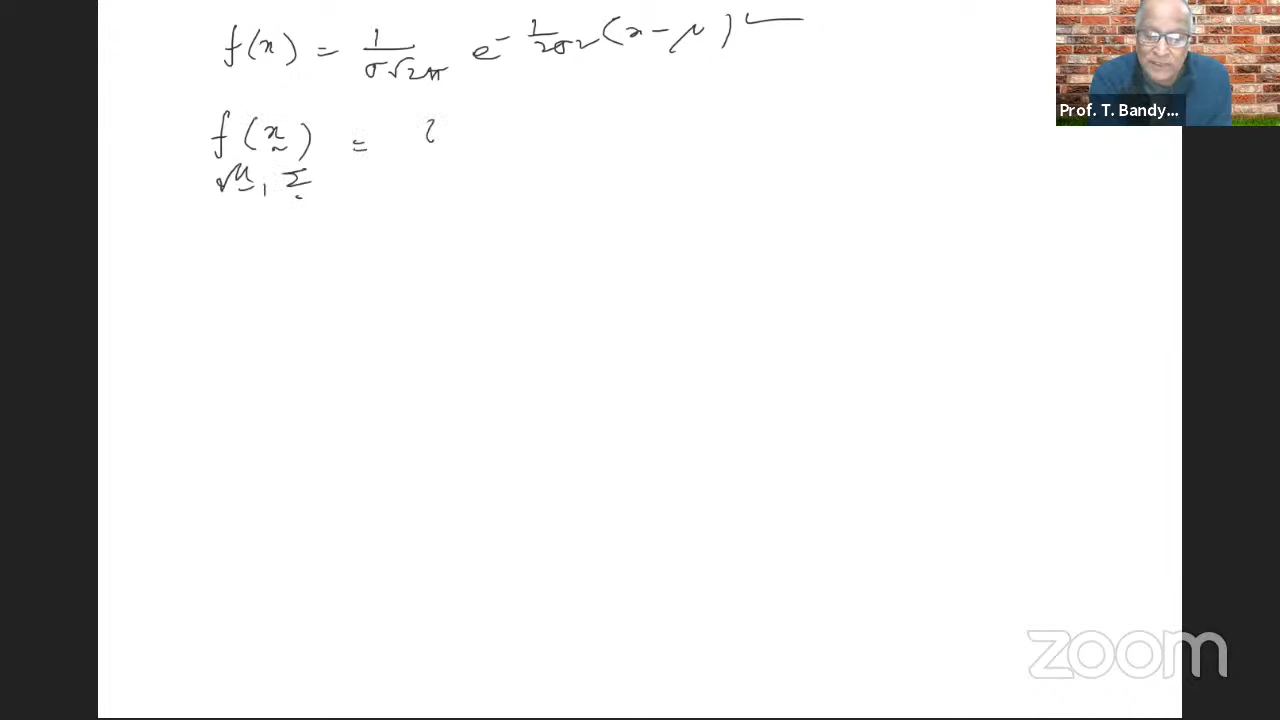 f(x) = 1/(σ√2π) e^(-1/(2σ²) (x-μ)²)
f(x̰) = ?
μ̰, Σ̰
Prof. T. Bandy...
zoom